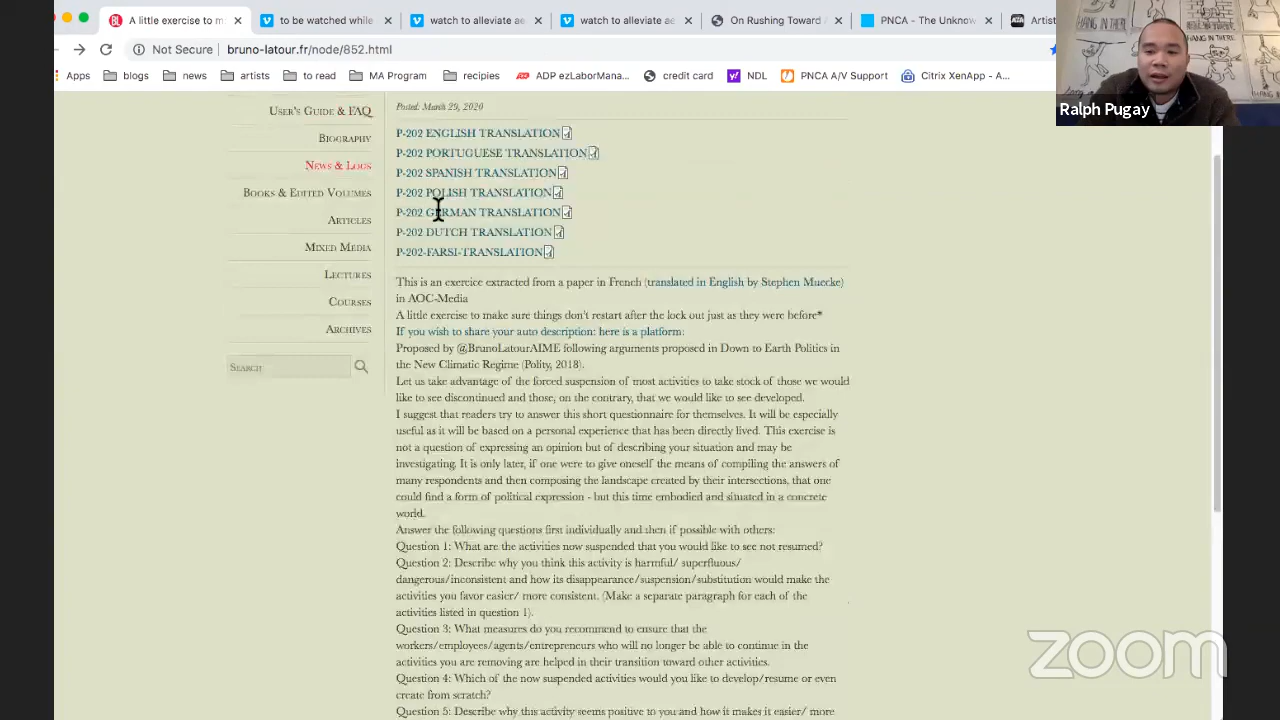 A little exercise to m
to be watched while
watch to alleviate ae
watch to alleviate ae
On Rushing Toward A
PNCA - The Unknow
Artist
Not Secure
bruno-latour.fr/node/852.html
Apps
blogs
news
artists
to read
MA Program
recipies
ADP ezLaborMana...
credit card
NDL
PNCA A/V Support
Citrix XenApp - A...
HANG IN THERE
Ralph Pugay
User's Guide & FAQ
Biography
News & Logs
Books & Edited Volumes
Articles
Mixed Media
Lectures
Courses
Archives
Search
Posted: March 29, 2020
P-202 ENGLISH TRANSLATION
P-202 PORTUGUESE TRANSLATION
P-202 SPANISH TRANSLATION
P-202 POLISH TRANSLATION
P-202 GERMAN TRANSLATION
P-202 DUTCH TRANSLATION
P-202-FARSI-TRANSLATION
This is an exercice extracted from a paper in French (translated in English by Stephen Muecke)
in AOC-Media
A little exercise to make sure things don't restart after the lock out just as they were before*
If you wish to share your auto description: here is a platform:
Proposed by @BrunoLatourAIME following arguments proposed in Down to Earth Politics in
the New Climatic Regime (Polity, 2018).
Let us take advantage of the forced suspension of most activities to take stock of those we would
like to see discontinued and those, on the contrary, that we would like to see developed.
I suggest that readers try to answer this short questionnaire for themselves. It will be especially
useful as it will be based on a personal experience that has been directly lived. This exercise is
not a question of expressing an opinion but of describing your situation and may be
investigating. It is only later, if one were to give oneself the means of compiling the answers of
many respondents and then composing the landscape created by their intersections, that one
could find a form of political expression - but this time embodied and situated in a concrete
world.
Answer the following questions first individually and then if possible with others:
Question 1: What are the activities now suspended that you would like to see not resumed?
Question 2: Describe why you think this activity is harmful/ superfluous/
dangerous/inconsistent and how its disappearance/suspension/substitution would make the
activities you favor easier/ more consistent. (Make a separate paragraph for each of the
activities listed in question 1).
Question 3: What measures do you recommend to ensure that the
workers/employees/agents/entrepreneurs who will no longer be able to continue in the
activities you are removing are helped in their transition toward other activities.
Question 4: Which of the now suspended activities would you like to develop/resume or even
create from scratch?
Question 5: Describe why this activity seems positive to you and how it makes it easier/ more
zoom